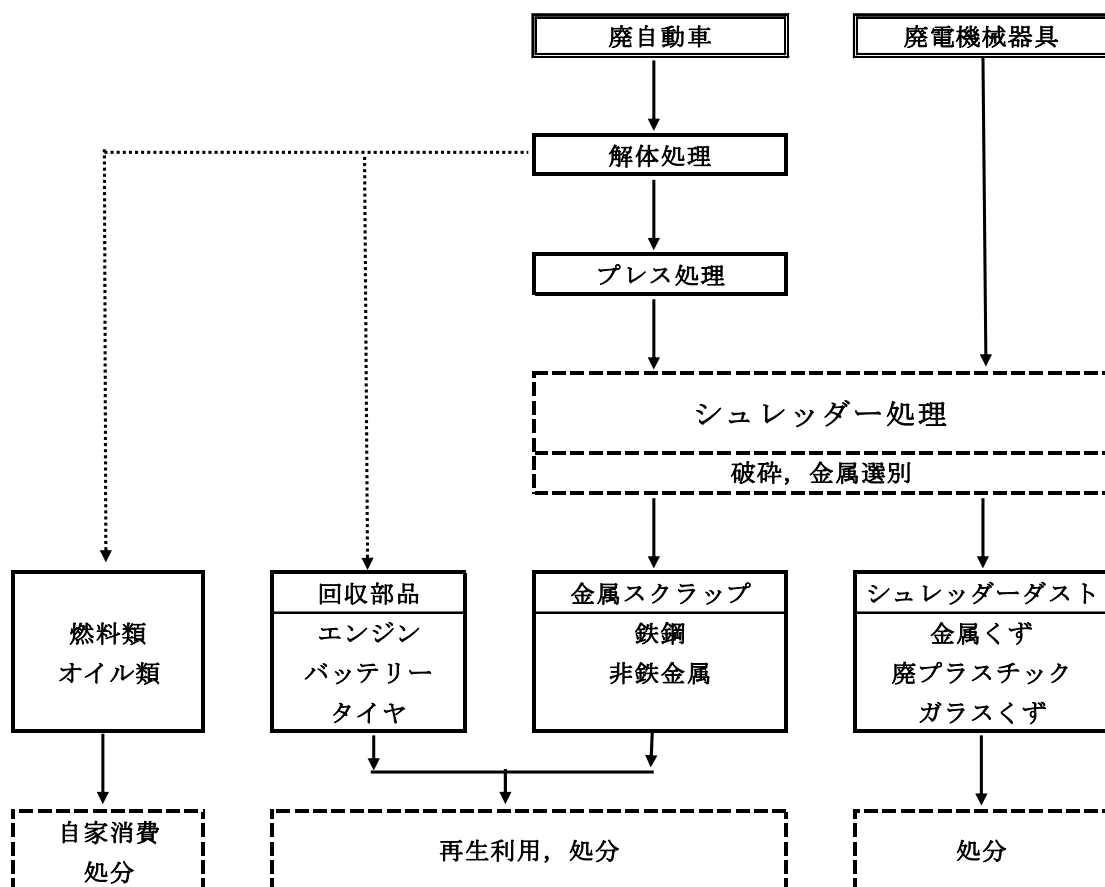 廃自動車
廃電機械器具
解体処理
プレス処理
シュレッダー処理
破砕，金属選別
燃料類
オイル類
回収部品
エンジン
バッテリー
タイヤ
金属スクラップ
鉄鋼
非鉄金属
シュレッダーダスト
金属くず
廃プラスチック
ガラスくず
自家消費
処分
再生利用，処分
処分